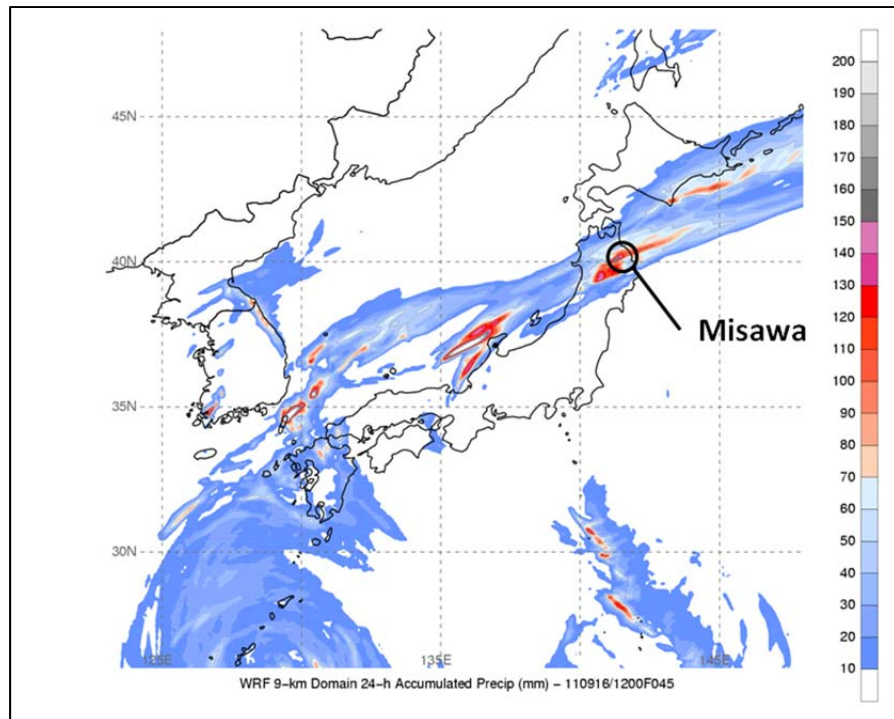 45N
40N
35N
30N
125E
135E
145E
Misawa
200
190
180
170
160
150
140
130
120
110
100
90
80
70
60
50
40
30
20
10
WRF 9-km Domain 24-h Accumulated Precip (mm) – 110916/1200F045